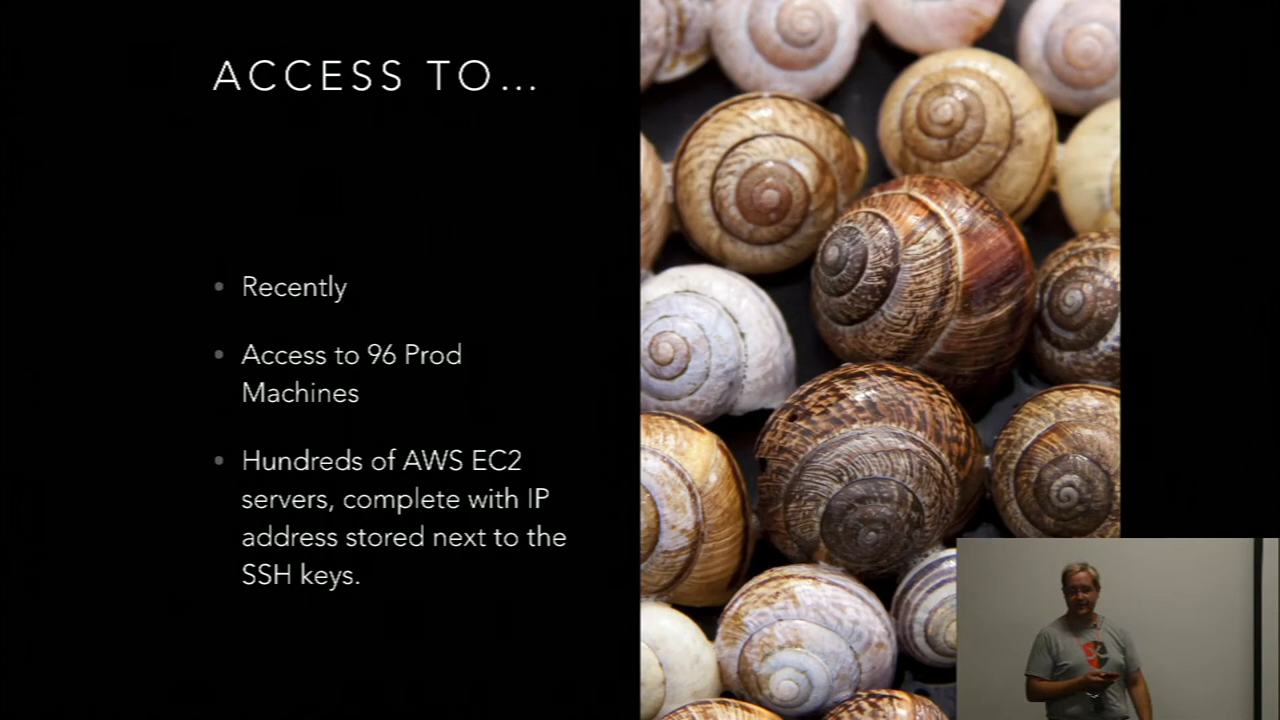 ACCESS TO...
• Recently
• Access to 96 Prod
Machines
• Hundreds of AWS EC2
servers, complete with IP
address stored next to the
SSH keys.